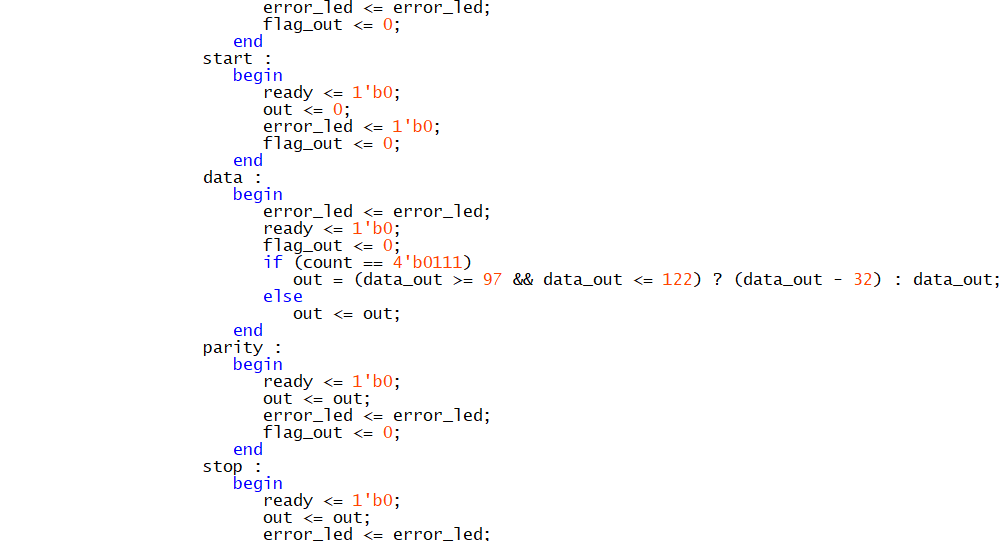 error_led <= error_led;
flag_out <= 0;
end
start :
begin
ready <= 1'b0;
out <= 0;
error_led <= 1'b0;
flag_out <= 0;
end
data :
begin
error_led <= error_led;
ready <= 1'b0;
flag_out <= 0;
if (count == 4'b0111)
out = (data_out >= 97 && data_out <= 122) ? (data_out - 32) : data_out;
else
out <= out;
end
parity :
begin
ready <= 1'b0;
out <= out;
error_led <= error_led;
flag_out <= 0;
end
stop :
begin
ready <= 1'b0;
out <= out;
error_led <= error_led;